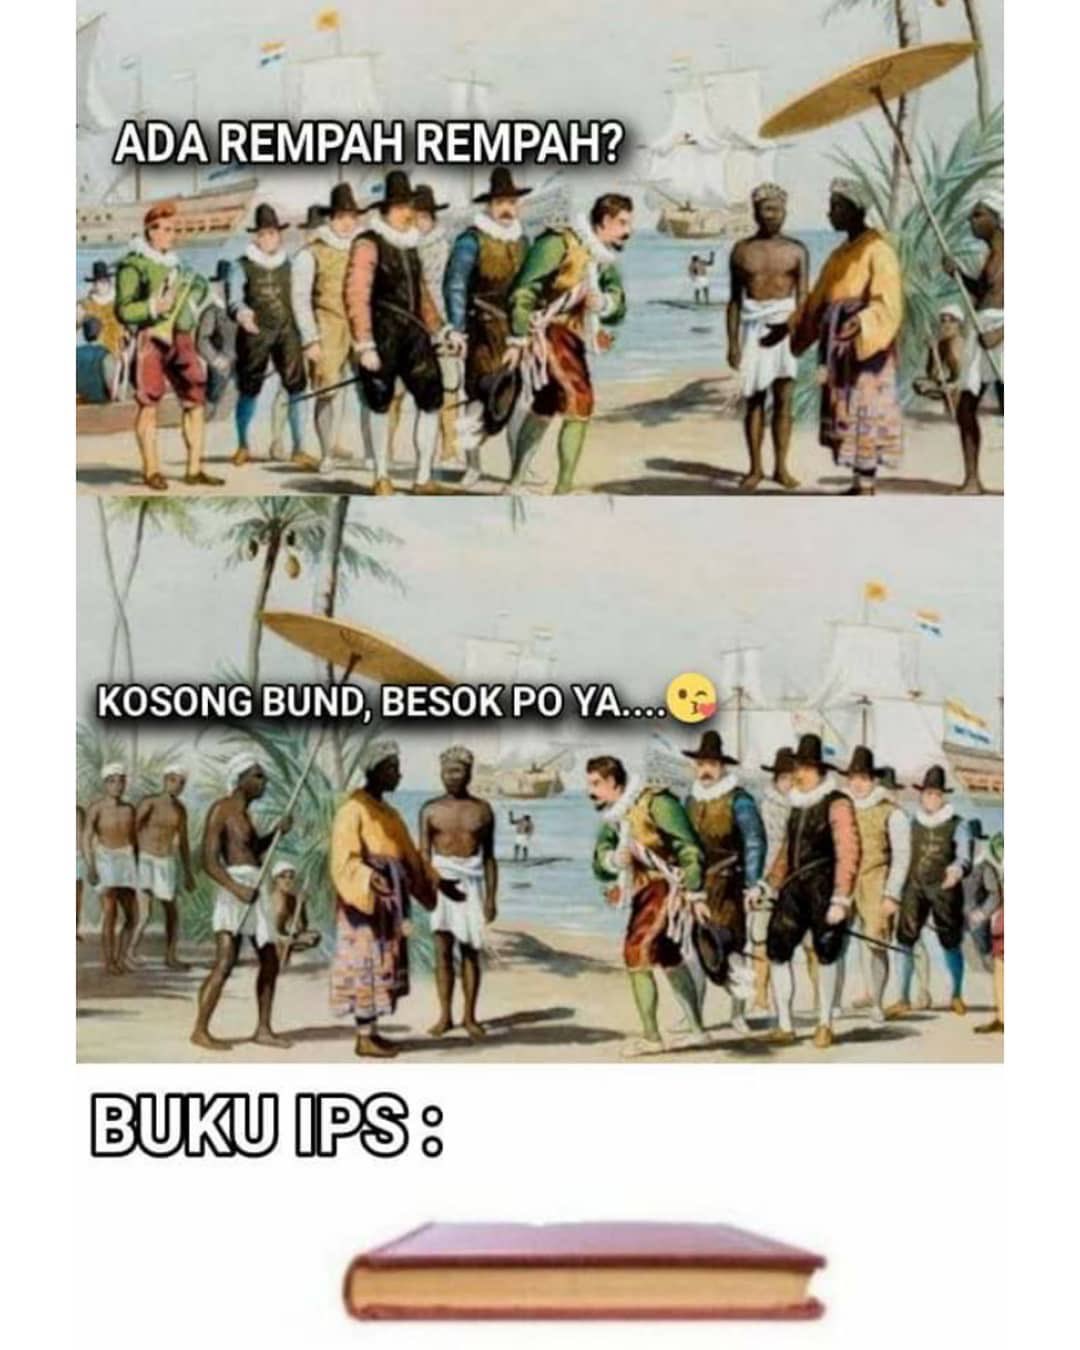 ADA REMPAH REMPAH?
KOSONG BUND, BESOK PO YA....😘
BUKU IPS :